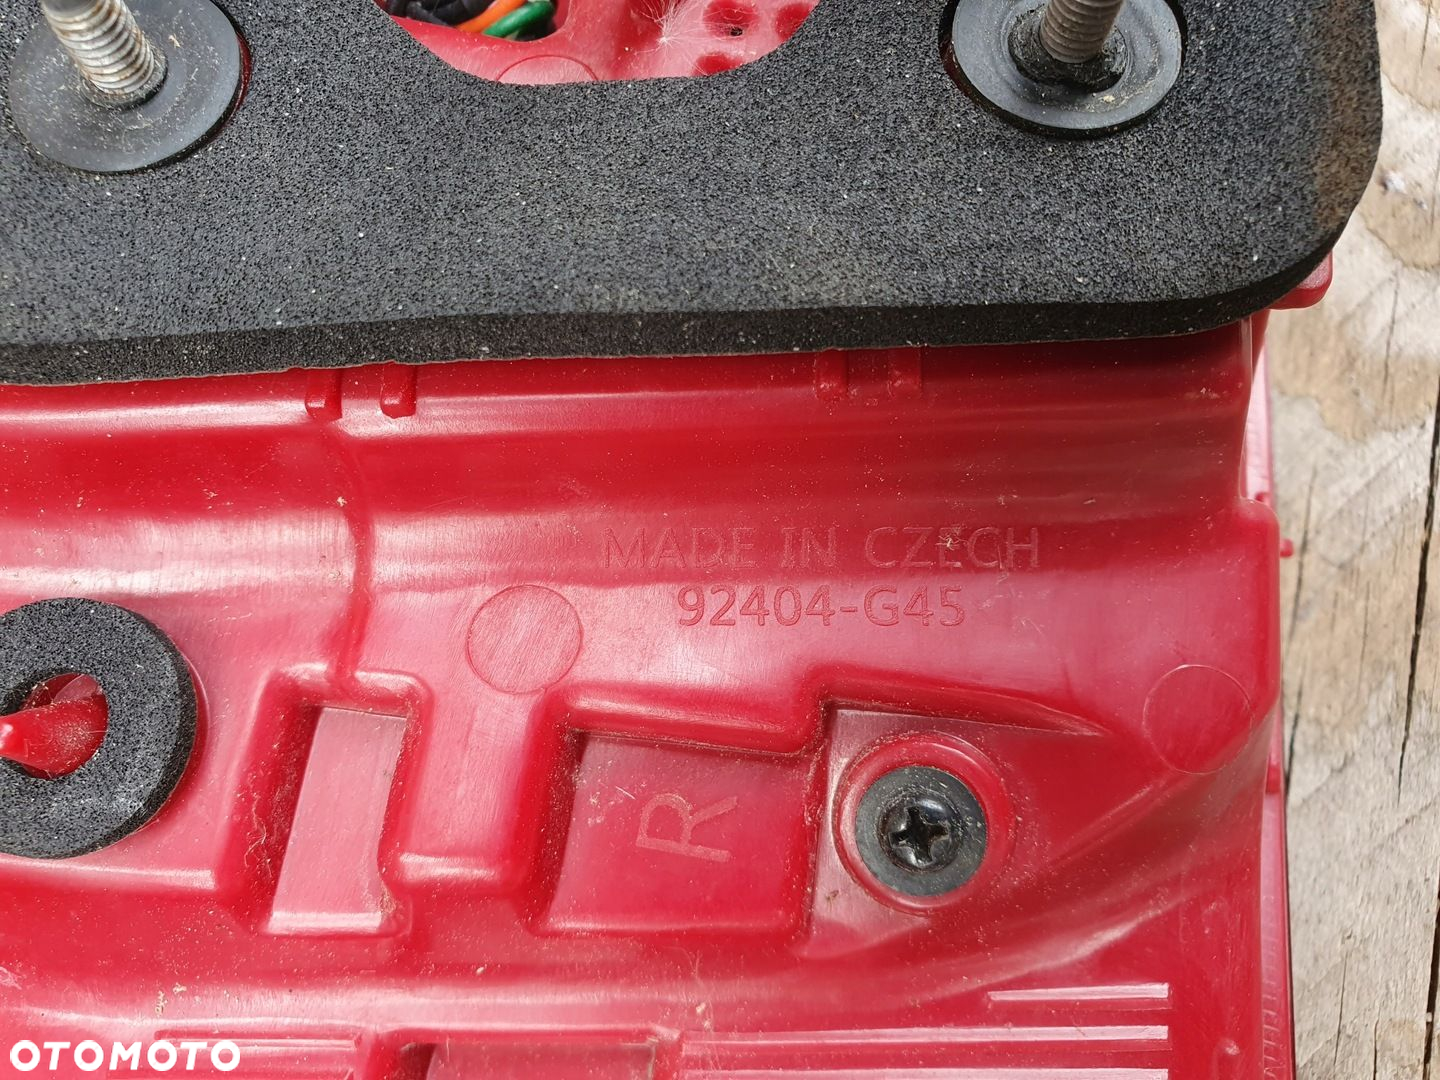 MADE IN CZECH
92404-G45
R
OTOMOTO